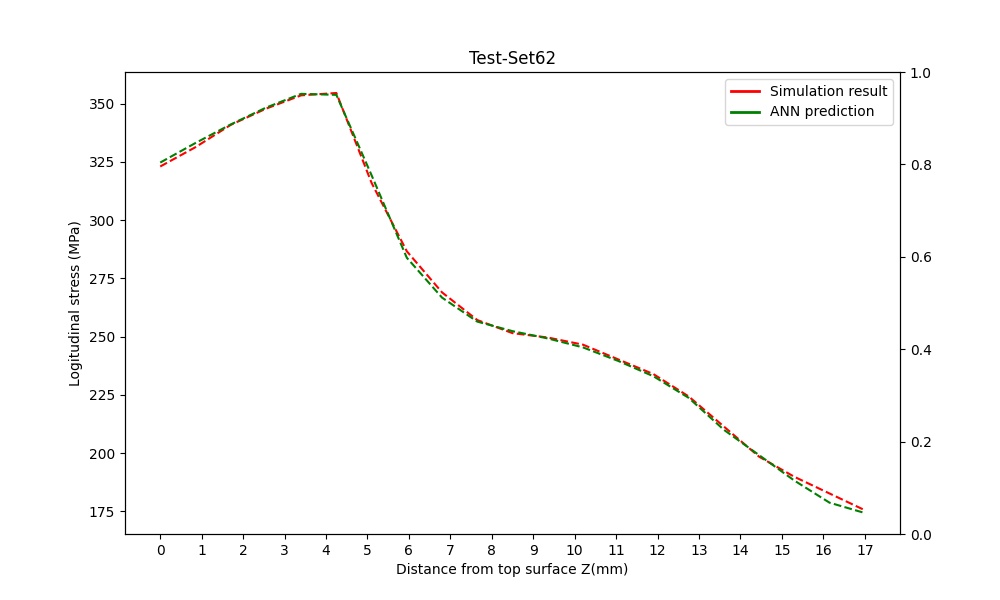 Test-Set62
Simulation result
ANN prediction
Logitudinal stress (MPa)
350
325
300
275
250
225
200
175
1.0
0.8
0.6
0.4
0.2
0.0
0 1 2 3 4 5 6 7 8 9 10 11 12 13 14 15 16 17
Distance from top surface Z(mm)